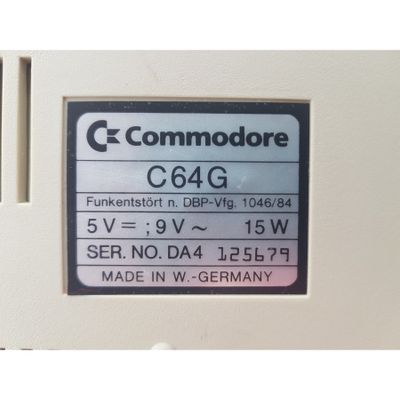 Commodore
C64G
Funkentstört n. DBP-Vfg. 1046/84
5V = ; 9V ~ 15W
SER. NO. DA4 125679
MADE IN W.-GERMANY